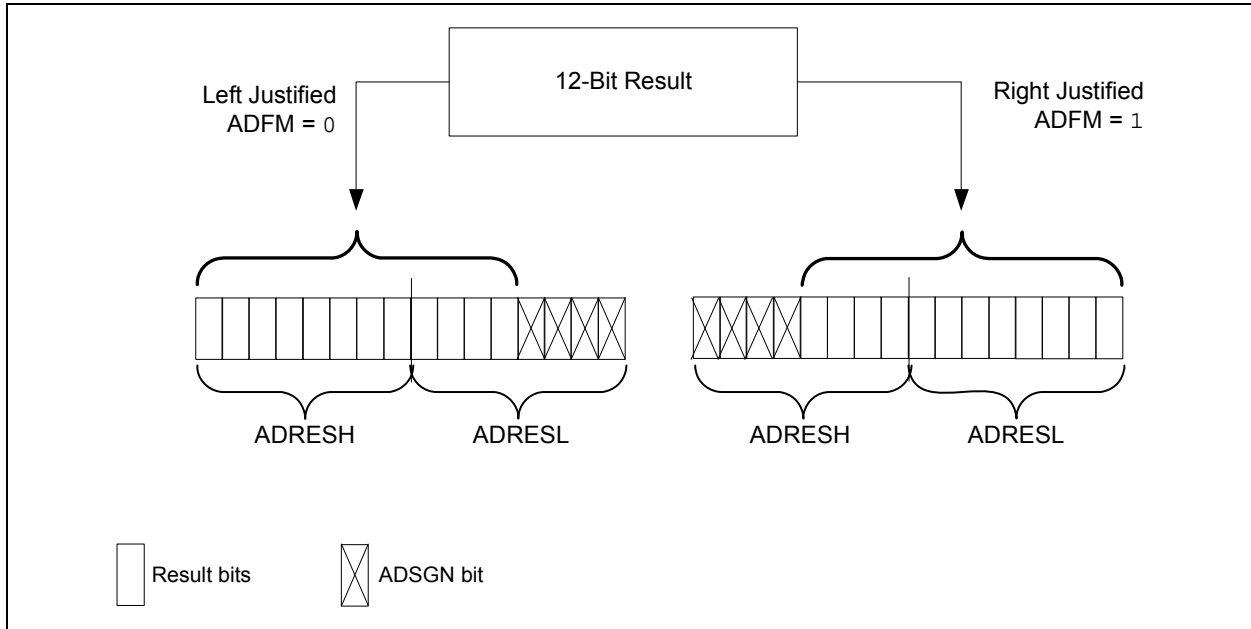 12-Bit Result
Left Justified
ADFM = 0
Right Justified
ADFM = 1
ADRESH
ADRESL
ADRESH
ADRESL
Result bits
ADSGN bit